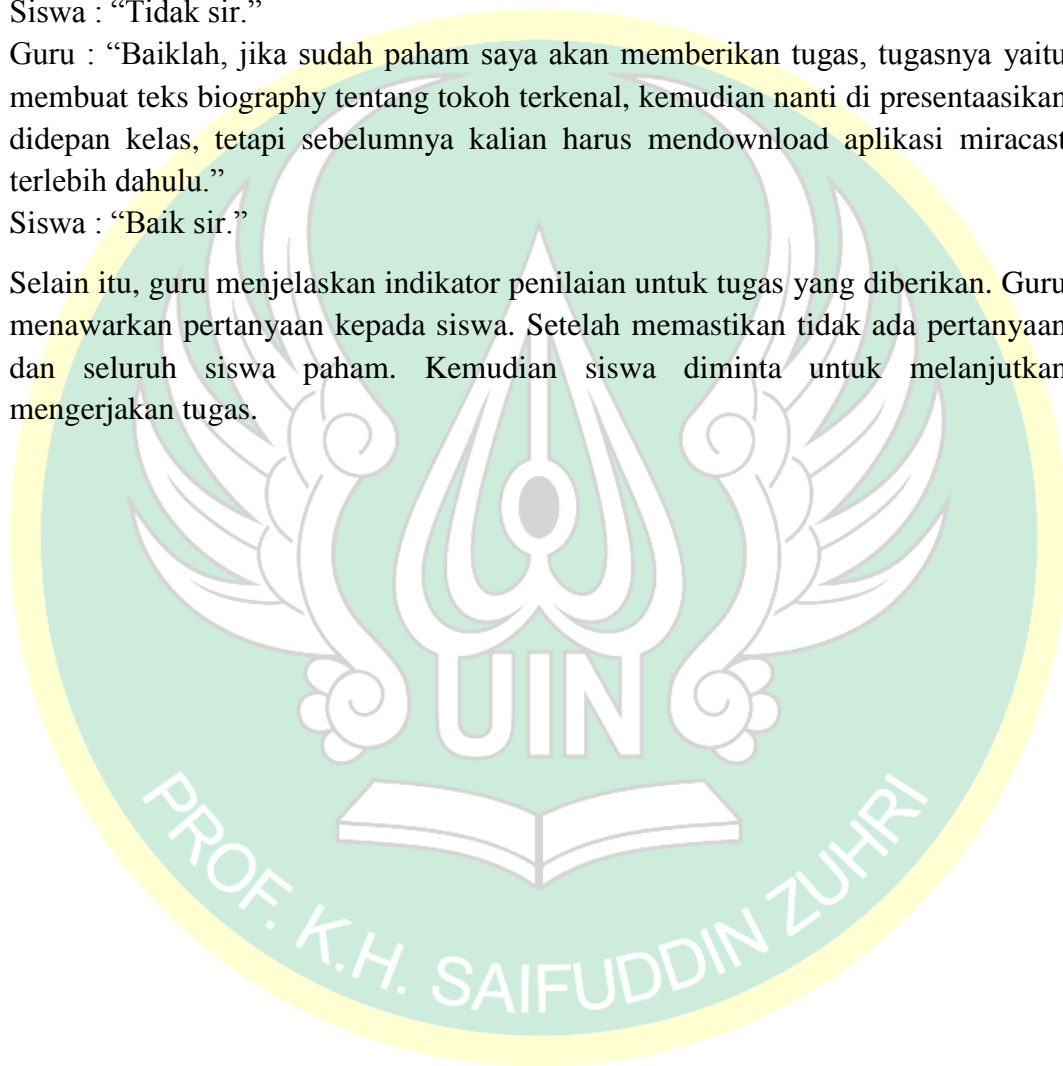 Siswa : “Tidak sir.”
Guru : “Baiklah, jika sudah paham saya akan memberikan tugas, tugasnya yaitu
membuat teks biography tentang tokoh terkenal, kemudian nanti di presentaasikan
didepan kelas, tetapi sebelumnya kalian harus mendownload aplikasi miracast
terlebih dahulu.”
Siswa : “Baik sir.”
Selain itu, guru menjelaskan indikator penilaian untuk tugas yang diberikan. Guru
menawarkan pertanyaan kepada siswa. Setelah memastikan tidak ada pertanyaan
dan seluruh siswa paham. Kemudian siswa diminta untuk melanjutkan
mengerjakan tugas.
UIN
PROF. K.H. SAIFUDDIN ZUHRI